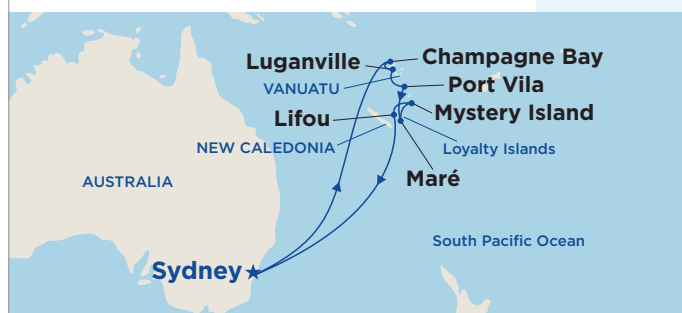 Luganville
Champagne Bay
VANUATU
Port Vila
Lifou
Mystery Island
NEW CALEDONIA
Loyalty Islands
AUSTRALIA
Maré
South Pacific Ocean
Sydney